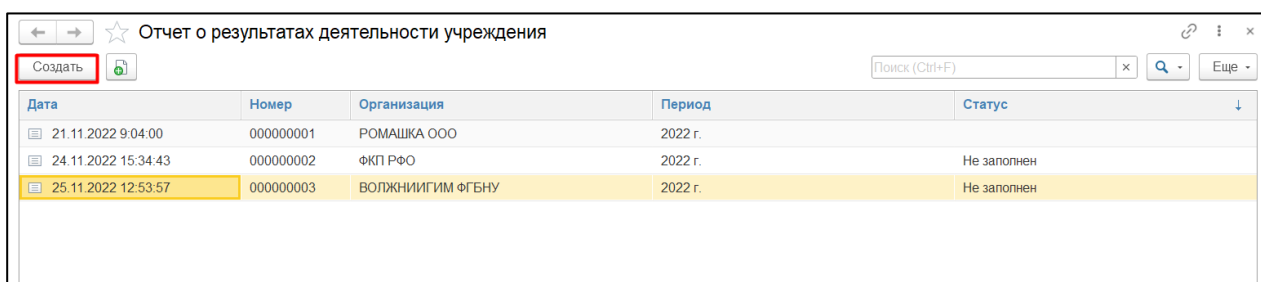 Отчет о результатах деятельности учреждения
Создать Поиск (Ctrl+F) Еще
Дата Номер Организация Период Статус
21.11.2022 9:04:00 000000001 РОМАШКА ООО 2022 г.
24.11.2022 15:34:43 000000002 ФКП РФО 2022 г. Не заполнен
25.11.2022 12:53:57 000000003 ВОЛЖНИИГИМ ФГБНУ 2022 г. Не заполнен